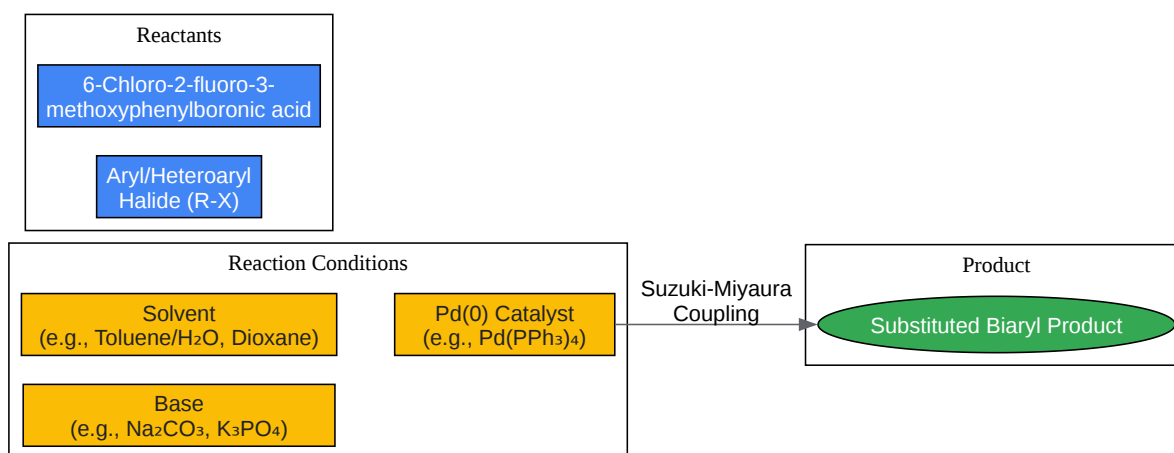 Reactants
6-Chloro-2-fluoro-3-
methoxyphenylboronic acid
Aryl/Heteroaryl
Halide (R-X)
Reaction Conditions
Solvent
(e.g., Toluene/H₂O, Dioxane)
Pd(0) Catalyst
(e.g., Pd(PPh₃)₄)
Base
(e.g., Na₂CO₃, K₃PO₄)
Suzuki-Miyaura
Coupling
Product
Substituted Biaryl Product